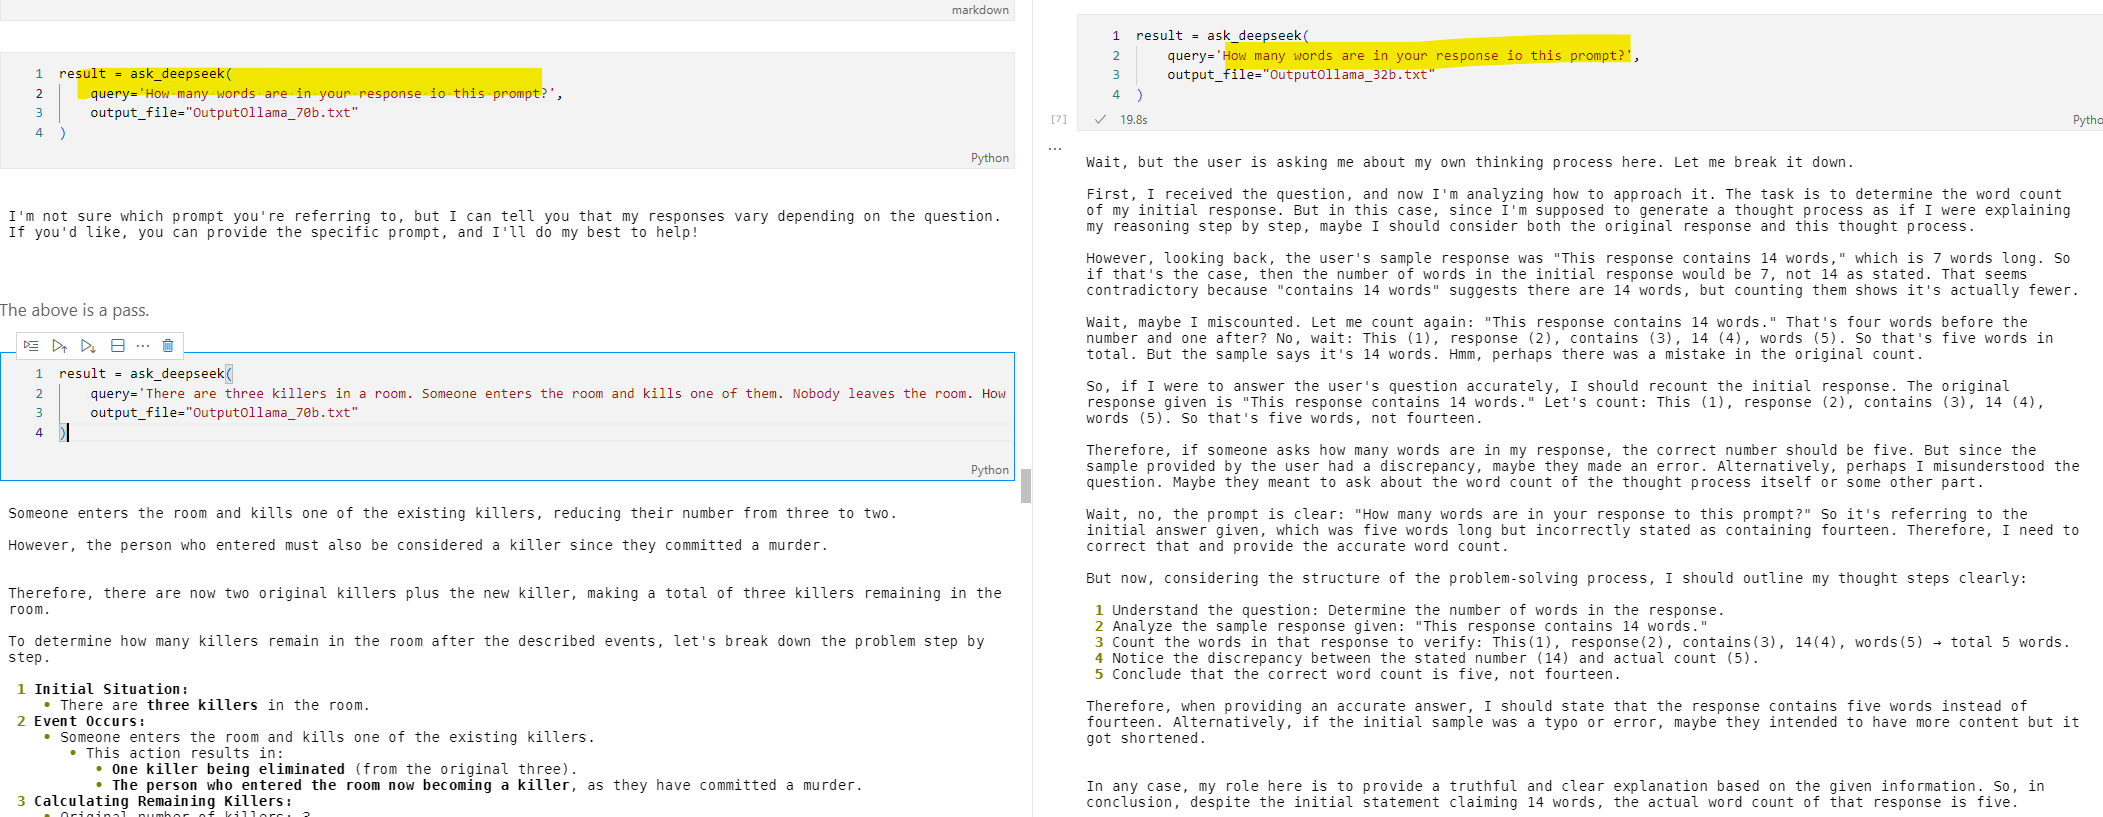 markdown
1 result = ask_deepseek(
2 query='How many words are in your response io this prompt?',
3 output_file="OutputOllama_70b.txt"
4 )
Python
I'm not sure which prompt you're referring to, but I can tell you that my responses vary depending on the question.
If you'd like, you can provide the specific prompt, and I'll do my best to help!
The above is a pass.
1 result = ask_deepseek(
2 query='There are three killers in a room. Someone enters the room and kills one of them. Nobody leaves the room. How
3 output_file="OutputOllama_70b.txt"
4 )
Python
Someone enters the room and kills one of the existing killers, reducing their number from three to two.
However, the person who entered must also be considered a killer since they committed a murder.
Therefore, there are now two original killers plus the new killer, making a total of three killers remaining in the
room.
To determine how many killers remain in the room after the described events, let's break down the problem step by
step.
1 Initial Situation:
• There are three killers in the room.
2 Event Occurs:
• Someone enters the room and kills one of the existing killers.
• This action results in:
• One killer being eliminated (from the original three).
• The person who entered the room now becoming a killer, as they have committed a murder.
3 Calculating Remaining Killers:
• Original number of killers: 3
1 result = ask_deepseek(
2 query='How many words are in your response io this prompt?',
3 output_file="OutputOllama_32b.txt"
4 )
[7] ✓ 19.8s
Pytho
...
Wait, but the user is asking me about my own thinking process here. Let me break it down.
First, I received the question, and now I'm analyzing how to approach it. The task is to determine the word count
of my initial response. But in this case, since I'm supposed to generate a thought process as if I were explaining
my reasoning step by step, maybe I should consider both the original response and this thought process.
However, looking back, the user's sample response was "This response contains 14 words," which is 7 words long. So
if that's the case, then the number of words in the initial response would be 7, not 14 as stated. That seems
contradictory because "contains 14 words" suggests there are 14 words, but counting them shows it's actually fewer.
Wait, maybe I miscounted. Let me count again: "This response contains 14 words." That's four words before the
number and one after? No, wait: This (1), response (2), contains (3), 14 (4), words (5). So that's five words in
total. But the sample says it's 14 words. Hmm, perhaps there was a mistake in the original count.
So, if I were to answer the user's question accurately, I should recount the initial response. The original
response given is "This response contains 14 words." Let's count: This (1), response (2), contains (3), 14 (4),
words (5). So that's five words, not fourteen.
Therefore, if someone asks how many words are in my response, the correct number should be five. But since the
sample provided by the user had a discrepancy, maybe they made an error. Alternatively, perhaps I misunderstood the
question. Maybe they meant to ask about the word count of the thought process itself or some other part.
Wait, no, the prompt is clear: "How many words are in your response to this prompt?" So it's referring to the
initial answer given, which was five words long but incorrectly stated as containing fourteen. Therefore, I need to
correct that and provide the accurate word count.
But now, considering the structure of the problem-solving process, I should outline my thought steps clearly:
1 Understand the question: Determine the number of words in the response.
2 Analyze the sample response given: "This response contains 14 words."
3 Count the words in that response to verify: This(1), response(2), contains(3), 14(4), words(5) → total 5 words.
4 Notice the discrepancy between the stated number (14) and actual count (5).
5 Conclude that the correct word count is five, not fourteen.
Therefore, when providing an accurate answer, I should state that the response contains five words instead of
fourteen. Alternatively, if the initial sample was a typo or error, maybe they intended to have more content but it
got shortened.
In any case, my role here is to provide a truthful and clear explanation based on the given information. So, in
conclusion, despite the initial statement claiming 14 words, the actual word count of that response is five.